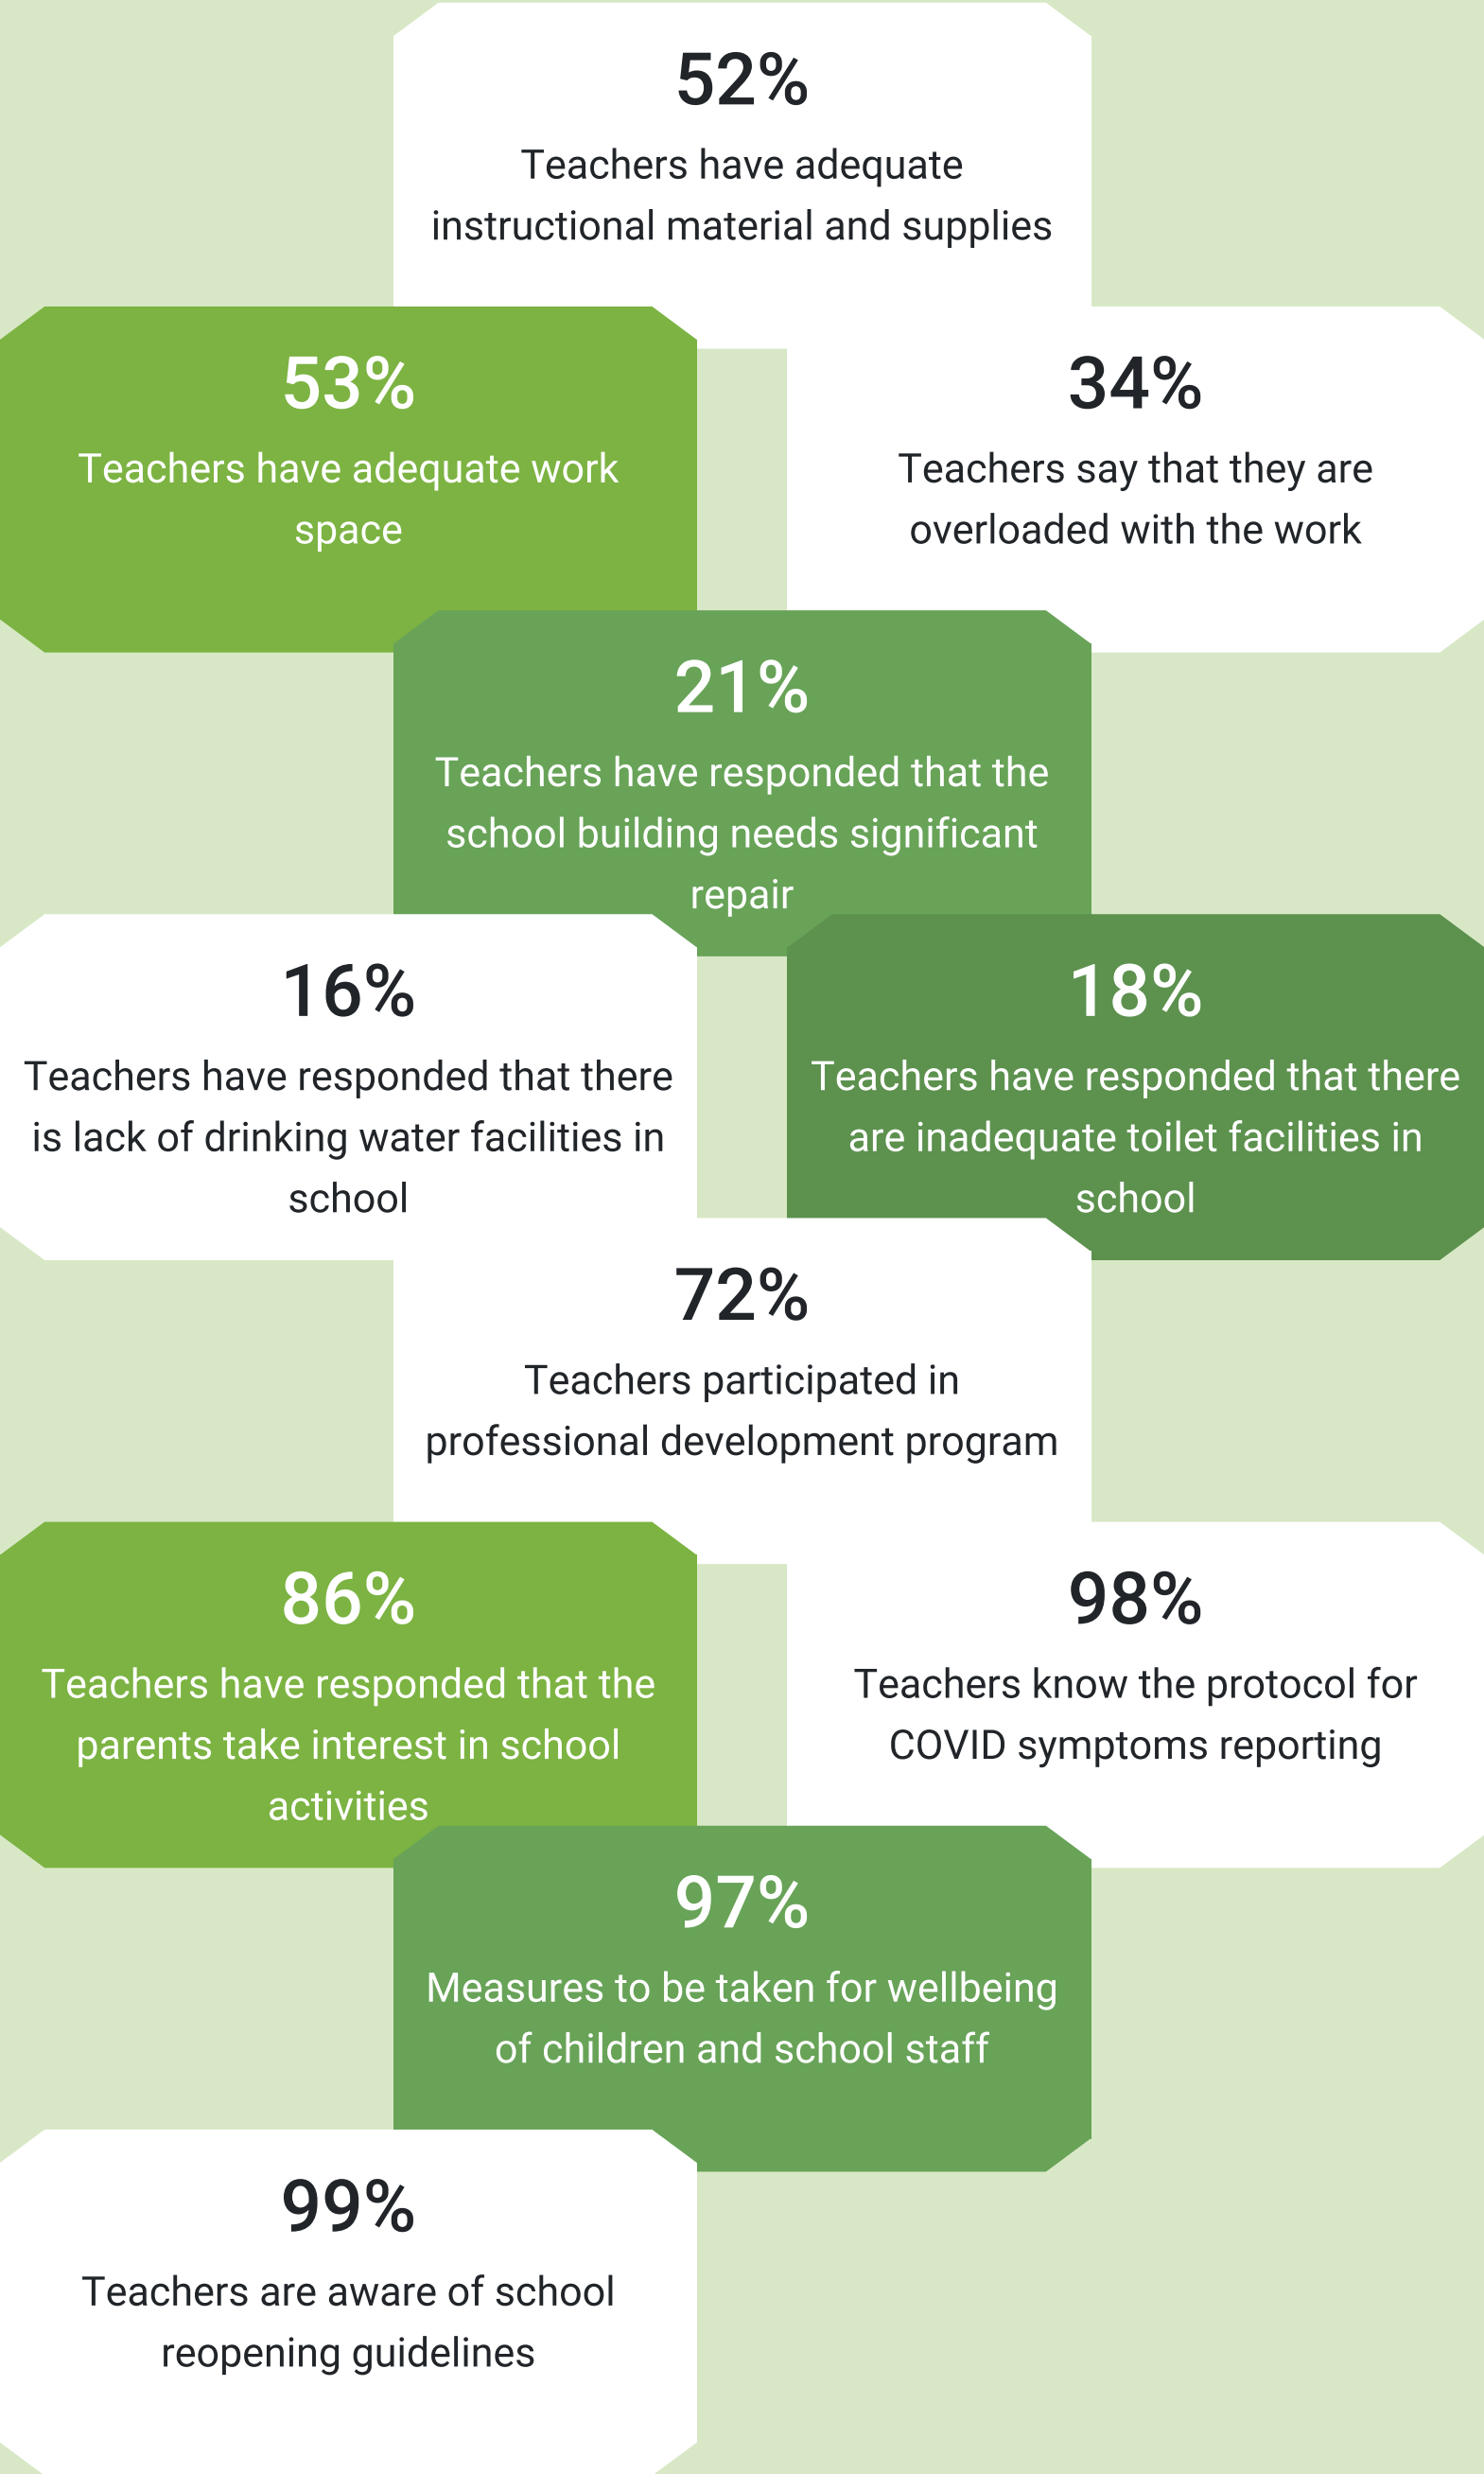 52%
Teachers have adequate
instructional material and supplies
53%
Teachers have adequate work
space
34%
Teachers say that they are
overloaded with the work
21%
Teachers have responded that the
school building needs significant
repair
16%
Teachers have responded that there
is lack of drinking water facilities in
school
18%
Teachers have responded that there
are inadequate toilet facilities in
school
72%
Teachers participated in
professional development program
86%
Teachers have responded that the
parents take interest in school
activities
98%
Teachers know the protocol for
COVID symptoms reporting
97%
Measures to be taken for wellbeing
of children and school staff
99%
Teachers are aware of school
reopening guidelines